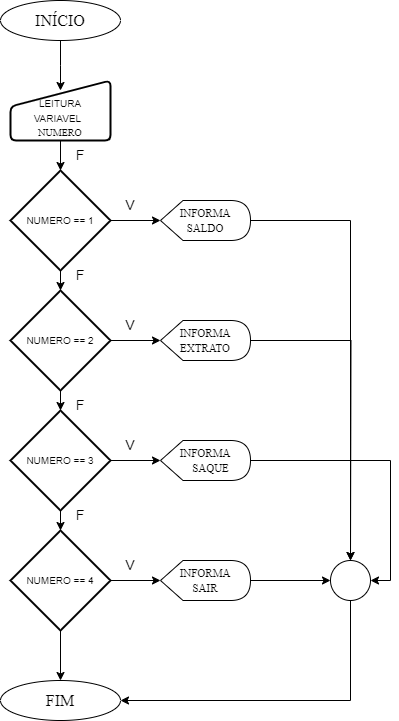 INÍCIO
LEITURA
VARIAVEL
NUMERO
F
NUMERO == 1
V
INFORMA
SALDO
F
NUMERO == 2
V
INFORMA
EXTRATO
F
NUMERO == 3
V
INFORMA
SAQUE
F
NUMERO == 4
V
INFORMA
SAIR
FIM